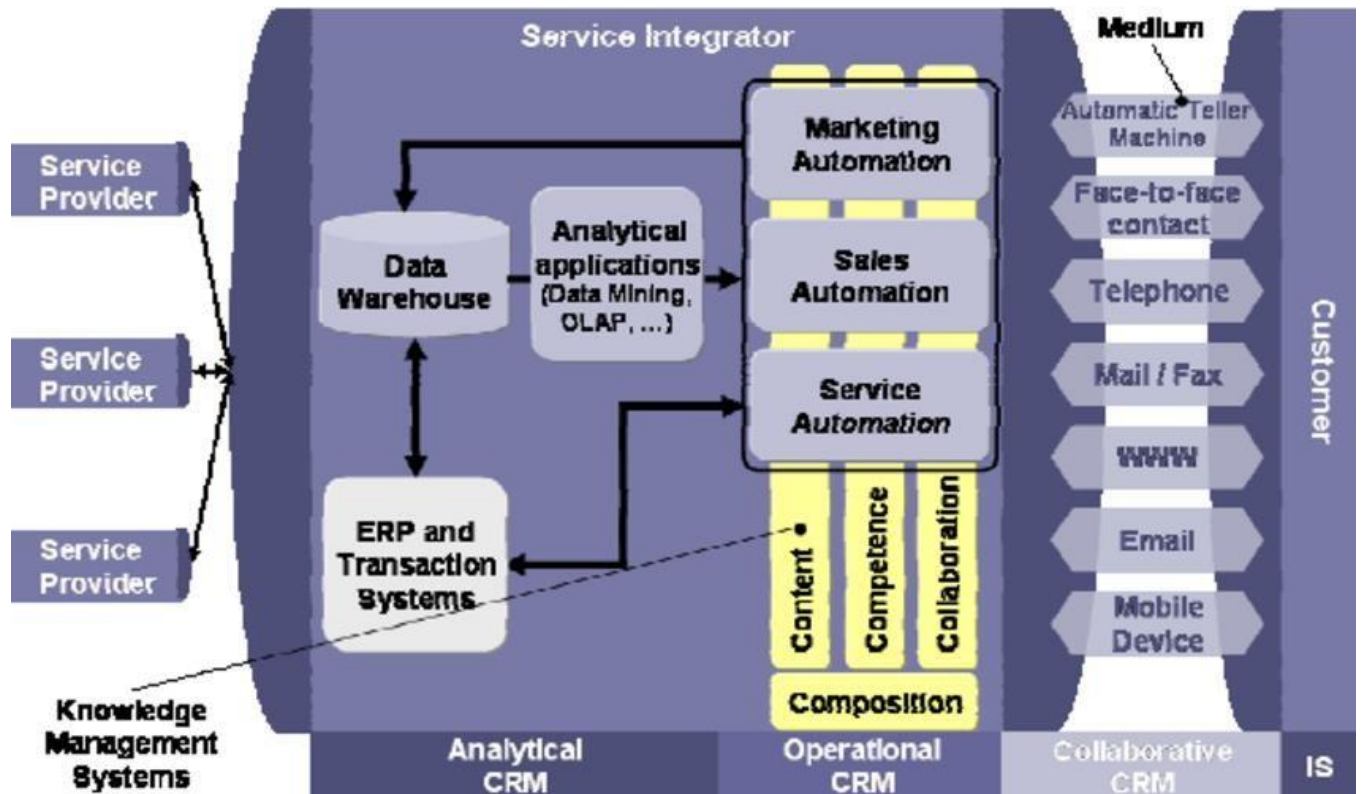 Service Integrator
Medium
Service
Provider
Service
Provider
Service
Provider
Data
Warehouse
Analytical
applications
(Data Mining,
OLAP, ...)
ERP and
Transaction
Systems
Marketing
Automation
Sales
Automation
Service
Automation
Content
Competence
Collaboration
Composition
Automatic Teller
Machine
Face-to-face
contact
Telephone
Mail / Fax
WWW
Email
Mobile
Device
Customer
Knowledge
Management
Systems
Analytical
CRM
Operational
CRM
Collaborative
CRM
IS